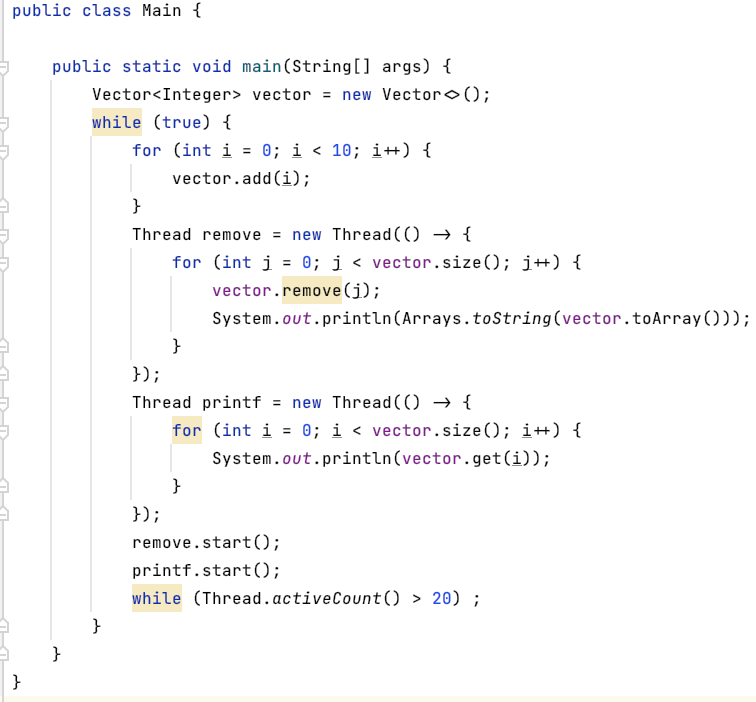 public class Main {
    public static void main(String[] args) {
        Vector<Integer> vector = new Vector<>();
        while (true) {
            for (int i = 0; i < 10; i++) {
                vector.add(i);
            }
            Thread remove = new Thread(() -> {
                for (int j = 0; j < vector.size(); j++) {
                    vector.remove(j);
                    System.out.println(Arrays.toString(vector.toArray()));
                }
            });
            Thread printf = new Thread(() -> {
                for (int i = 0; i < vector.size(); i++) {
                    System.out.println(vector.get(i));
                }
            });
            remove.start();
            printf.start();
            while (Thread.activeCount() > 20) ;
        }
    }
}